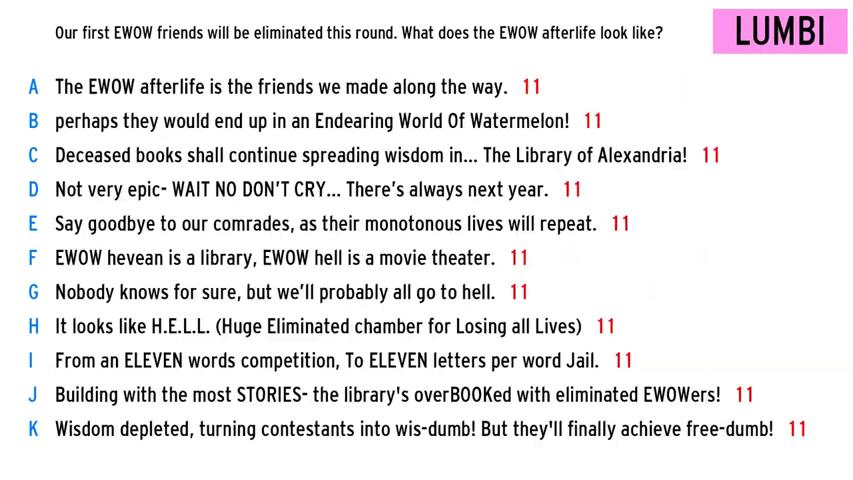 Our first EWOW friends will be eliminated this round. What does the EWOW afterlife look like?
LUMBI
A The EWOW afterlife is the friends we made along the way. 11
B perhaps they would end up in an Endearing World Of Watermelon! 11
C Deceased books shall continue spreading wisdom in... The Library of Alexandria! 11
D Not very epic- WAIT NO DON'T CRY... There's always next year. 11
E Say goodbye to our comrades, as their monotonous lives will repeat. 11
F EWOW hevean is a library, EWOW hell is a movie theater. 11
G Nobody knows for sure, but we'll probably all go to hell. 11
H It looks like H.E.L.L. (Huge Eliminated chamber for Losing all Lives) 11
I From an ELEVEN words competition, To ELEVEN letters per word Jail. 11
J Building with the most STORIES- the library's overBOOKed with eliminated EWOWers! 11
K Wisdom depleted, turning contestants into wis-dumb! But they'll finally achieve free-dumb! 11